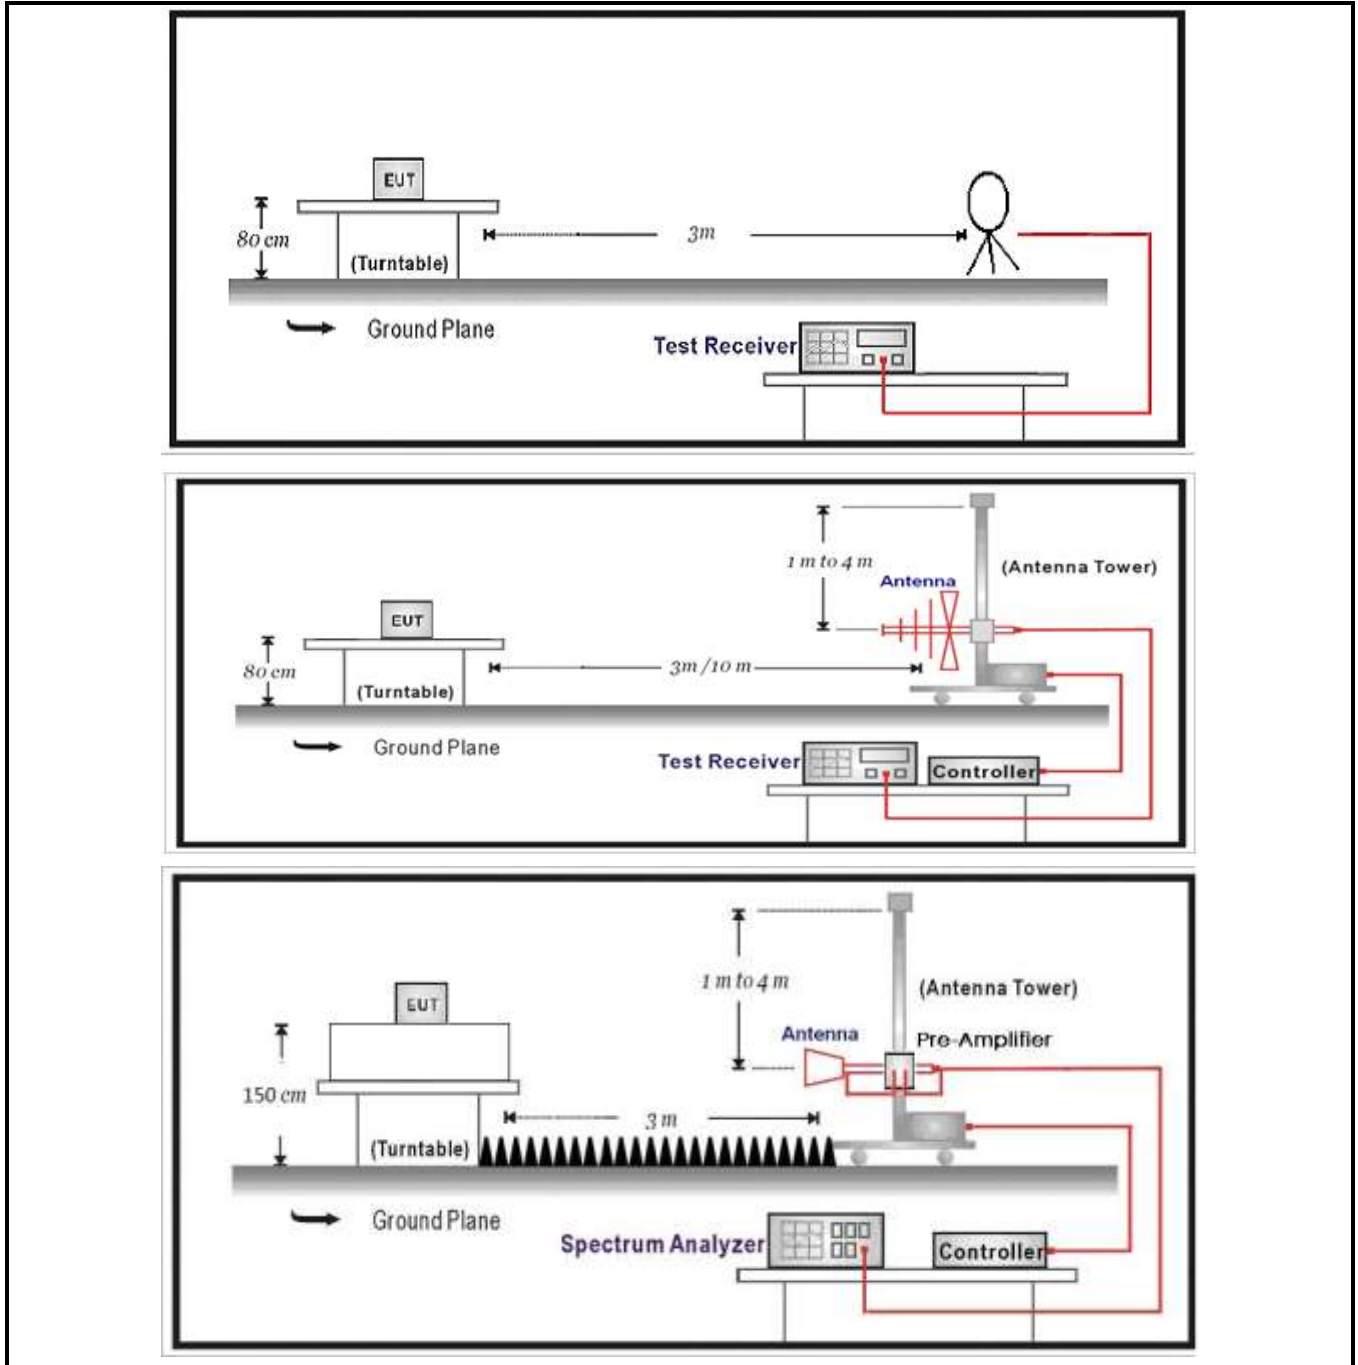 EUT
80 cm
3m
(Turntable)
Ground Plane
Test Receiver
1 m to 4 m
(Antenna Tower)
Antenna
EUT
80 cm
3m /10 m
(Turntable)
Ground Plane
Test Receiver
Controller
1 m to 4 m
(Antenna Tower)
EUT
Antenna
Pre-Amplifier
150 cm
3 m
(Turntable)
Ground Plane
Spectrum Analyzer
Controller